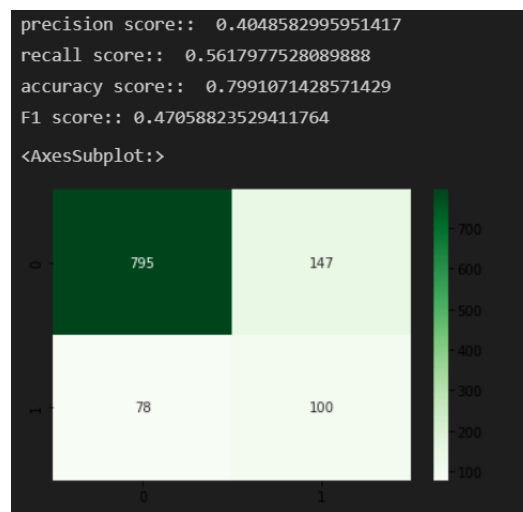 precision score::  0.4048582995951417
recall score::  0.5617977528089888
accuracy score::  0.7991071428571429
F1 score:: 0.47058823529411764
<AxesSubplot:>
700
0 795 147
600
500
400
300
1 78 100
200
100
0 1